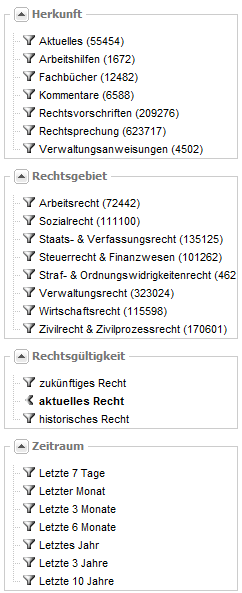 Herkunft
Aktuelles (55454)
Arbeitshilfen (1672)
Fachbücher (12482)
Kommentare (6588)
Rechtsvorschriften (209276)
Rechtsprechung (623717)
Verwaltungsanweisungen (4502)
Rechtsgebiet
Arbeitsrecht (72442)
Sozialrecht (111100)
Staats- & Verfassungsrecht (135125)
Steuerrecht & Finanzwesen (101262)
Straf- & Ordnungswidrigkeitenrecht (462
Verwaltungsrecht (323024)
Wirtschaftsrecht (115598)
Zivilrecht & Zivilprozessrecht (170601)
Rechtsgültigkeit
zukünftiges Recht
aktuelles Recht
historisches Recht
Zeitraum
Letzte 7 Tage
Letzter Monat
Letzte 3 Monate
Letzte 6 Monate
Letztes Jahr
Letzte 3 Jahre
Letzte 10 Jahre